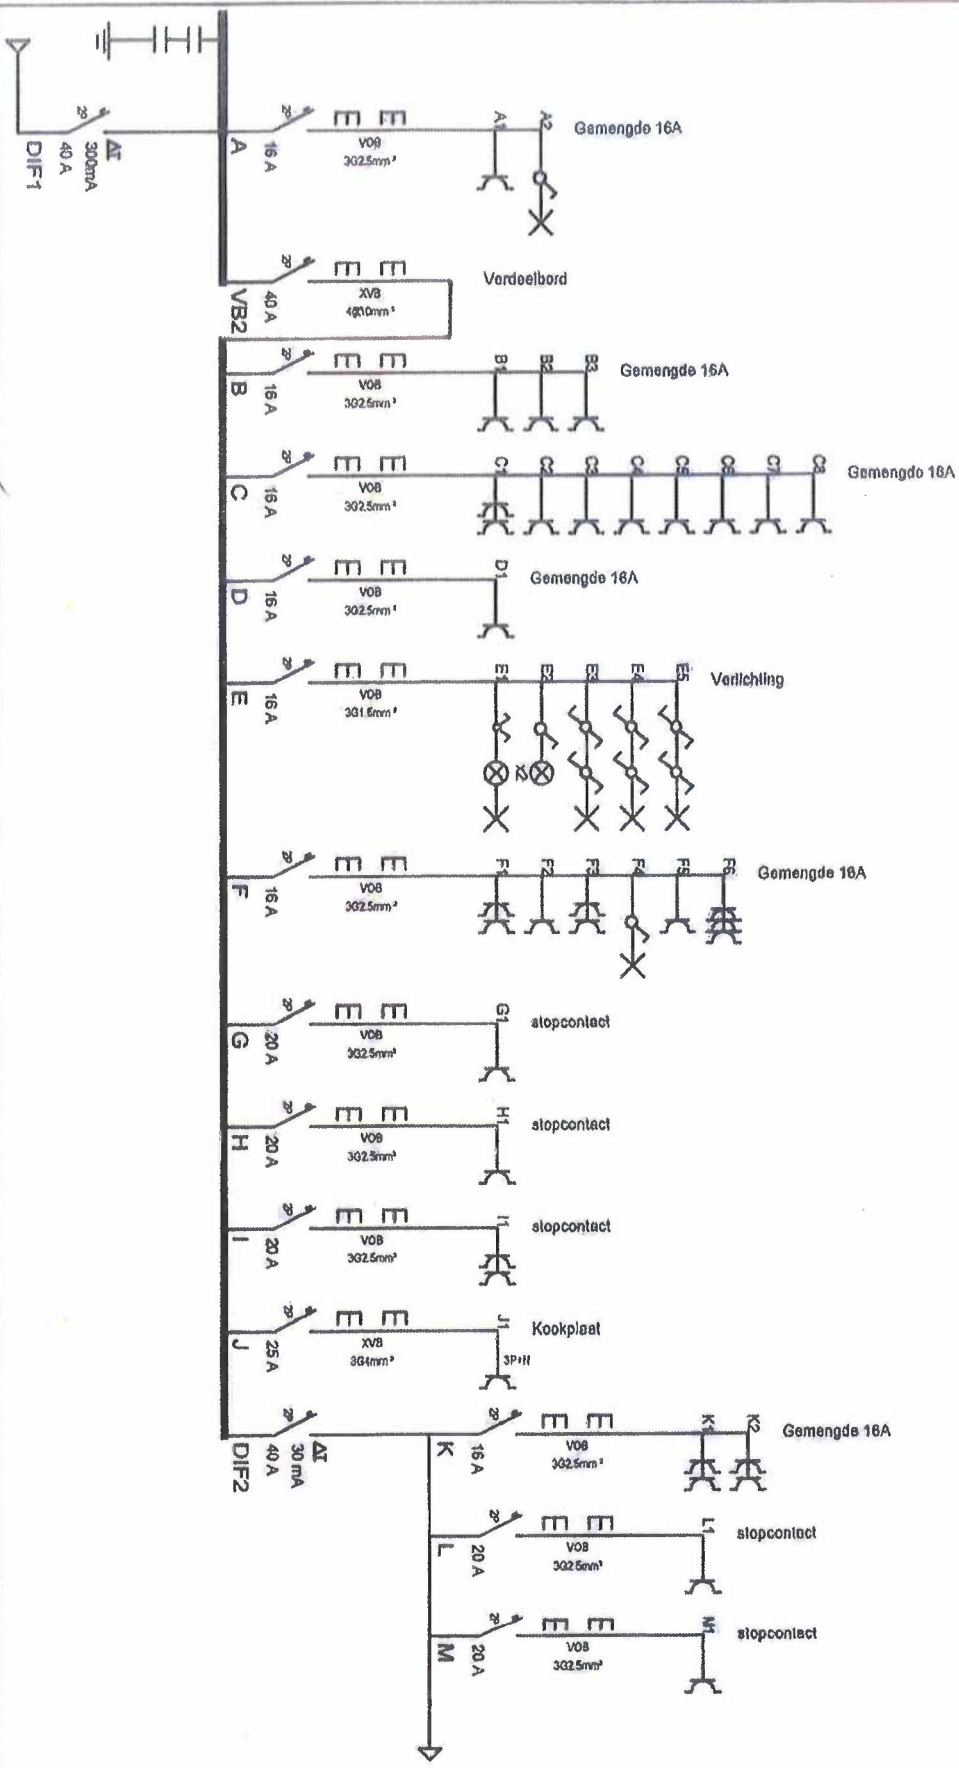 2P
ΔT
300mA
40 A
DIF1
2P
16 A
A
VOB
3G2.5mm²
A1
A2
Gemengde 16A
2P
40 A
VB2
XVB
Verdeelbord
2P
16 A
B
VOB
3G2.5mm²
B1
B2
B3
Gemengde 16A
2P
16 A
C
VOB
3G2.5mm²
C1
C2
C3
C4
C5
C6
C7
C8
Gemengde 16A
2P
16 A
D
VOB
3G2.5mm²
D1
Gemengde 16A
2P
16 A
E
VOB
3G1.5mm²
E1
E2
E3
E4
E5
Verlichting
X2
2P
16 A
F
VOB
3G2.5mm²
F1
F2
F3
F4
F5
F6
Gemengde 16A
2P
20 A
G
VOB
3G2.5mm²
G1
stopcontact
2P
20 A
H
VOB
3G2.5mm²
H1
stopcontact
2P
20 A
I
VOB
3G2.5mm²
I1
stopcontact
2P
25 A
J
XVB
3G4mm²
J1
3P+N
Kookplaat
2P
ΔT
30 mA
40 A
DIF2
2P
16 A
K
VOB
3G2.5mm²
K1
K2
Gemengde 16A
2P
20 A
L
VOB
3G2.5mm²
L1
stopcontact
2P
20 A
M
VOB
3G2.5mm²
M1
stopcontact